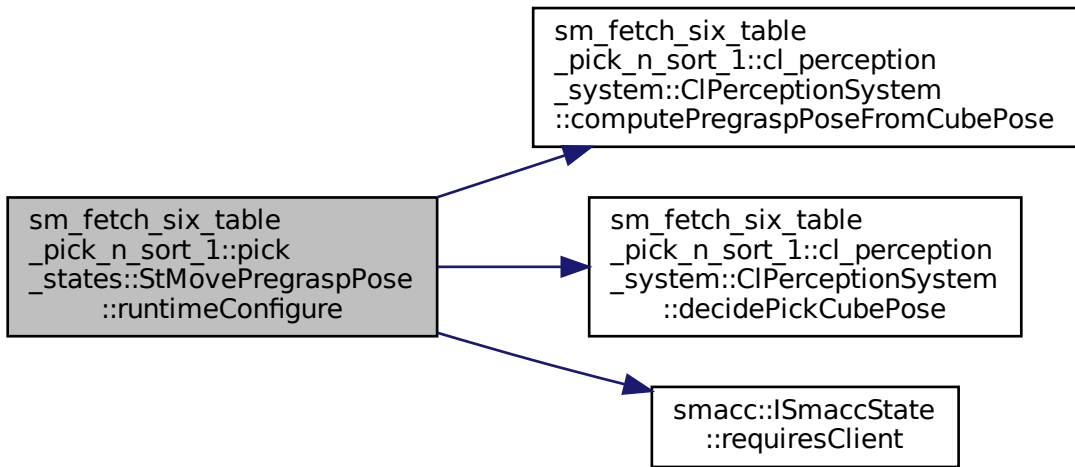 sm_fetch_six_table
_pick_n_sort_1::pick
_states::StMovePregraspPose
::runtimeConfigure
sm_fetch_six_table
_pick_n_sort_1::cl_perception
_system::ClPerceptionSystem
::computePregraspPoseFromCubePose
sm_fetch_six_table
_pick_n_sort_1::cl_perception
_system::ClPerceptionSystem
::decidePickCubePose
smacc::ISmaccState
::requiresClient